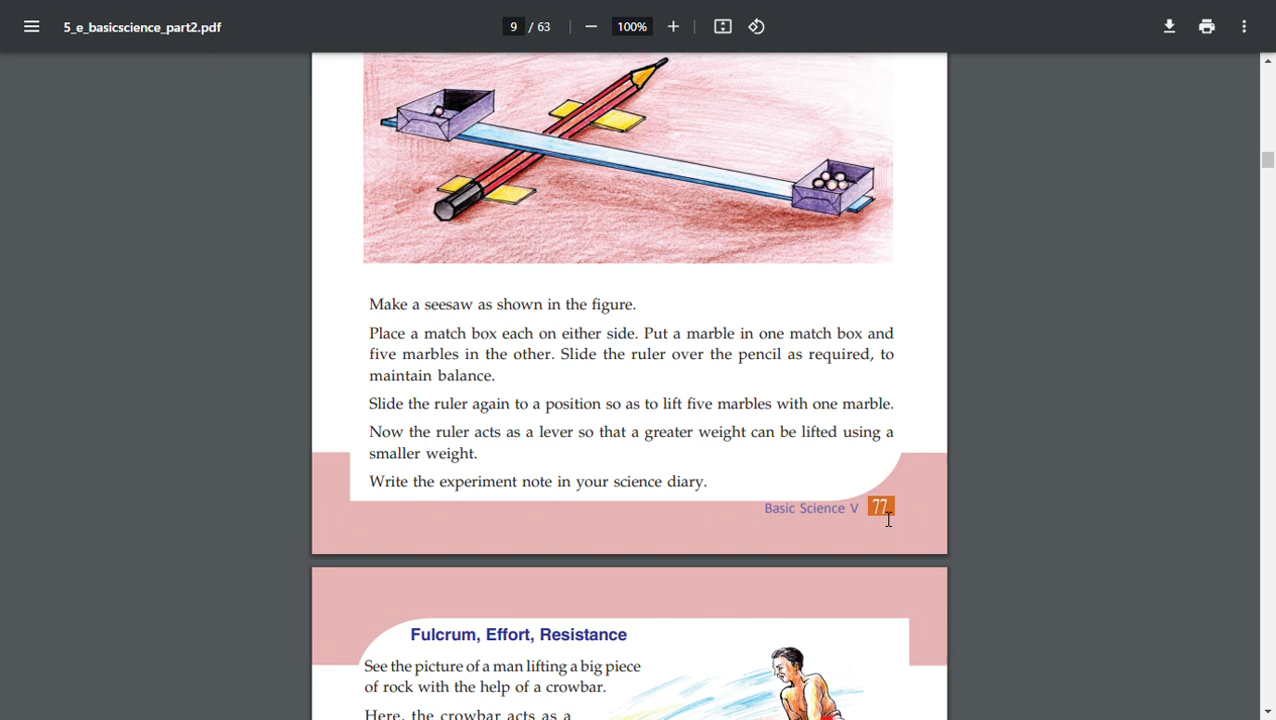 5_e_basicscience_part2.pdf
9 / 63
100%
Make a seesaw as shown in the figure.
Place a match box each on either side. Put a marble in one match box and
five marbles in the other. Slide the ruler over the pencil as required, to
maintain balance.
Slide the ruler again to a position so as to lift five marbles with one marble.
Now the ruler acts as a lever so that a greater weight can be lifted using a
smaller weight.
Write the experiment note in your science diary.
Basic Science V 77
Fulcrum, Effort, Resistance
See the picture of a man lifting a big piece
of rock with the help of a crowbar.
Here, the crowbar acts as a